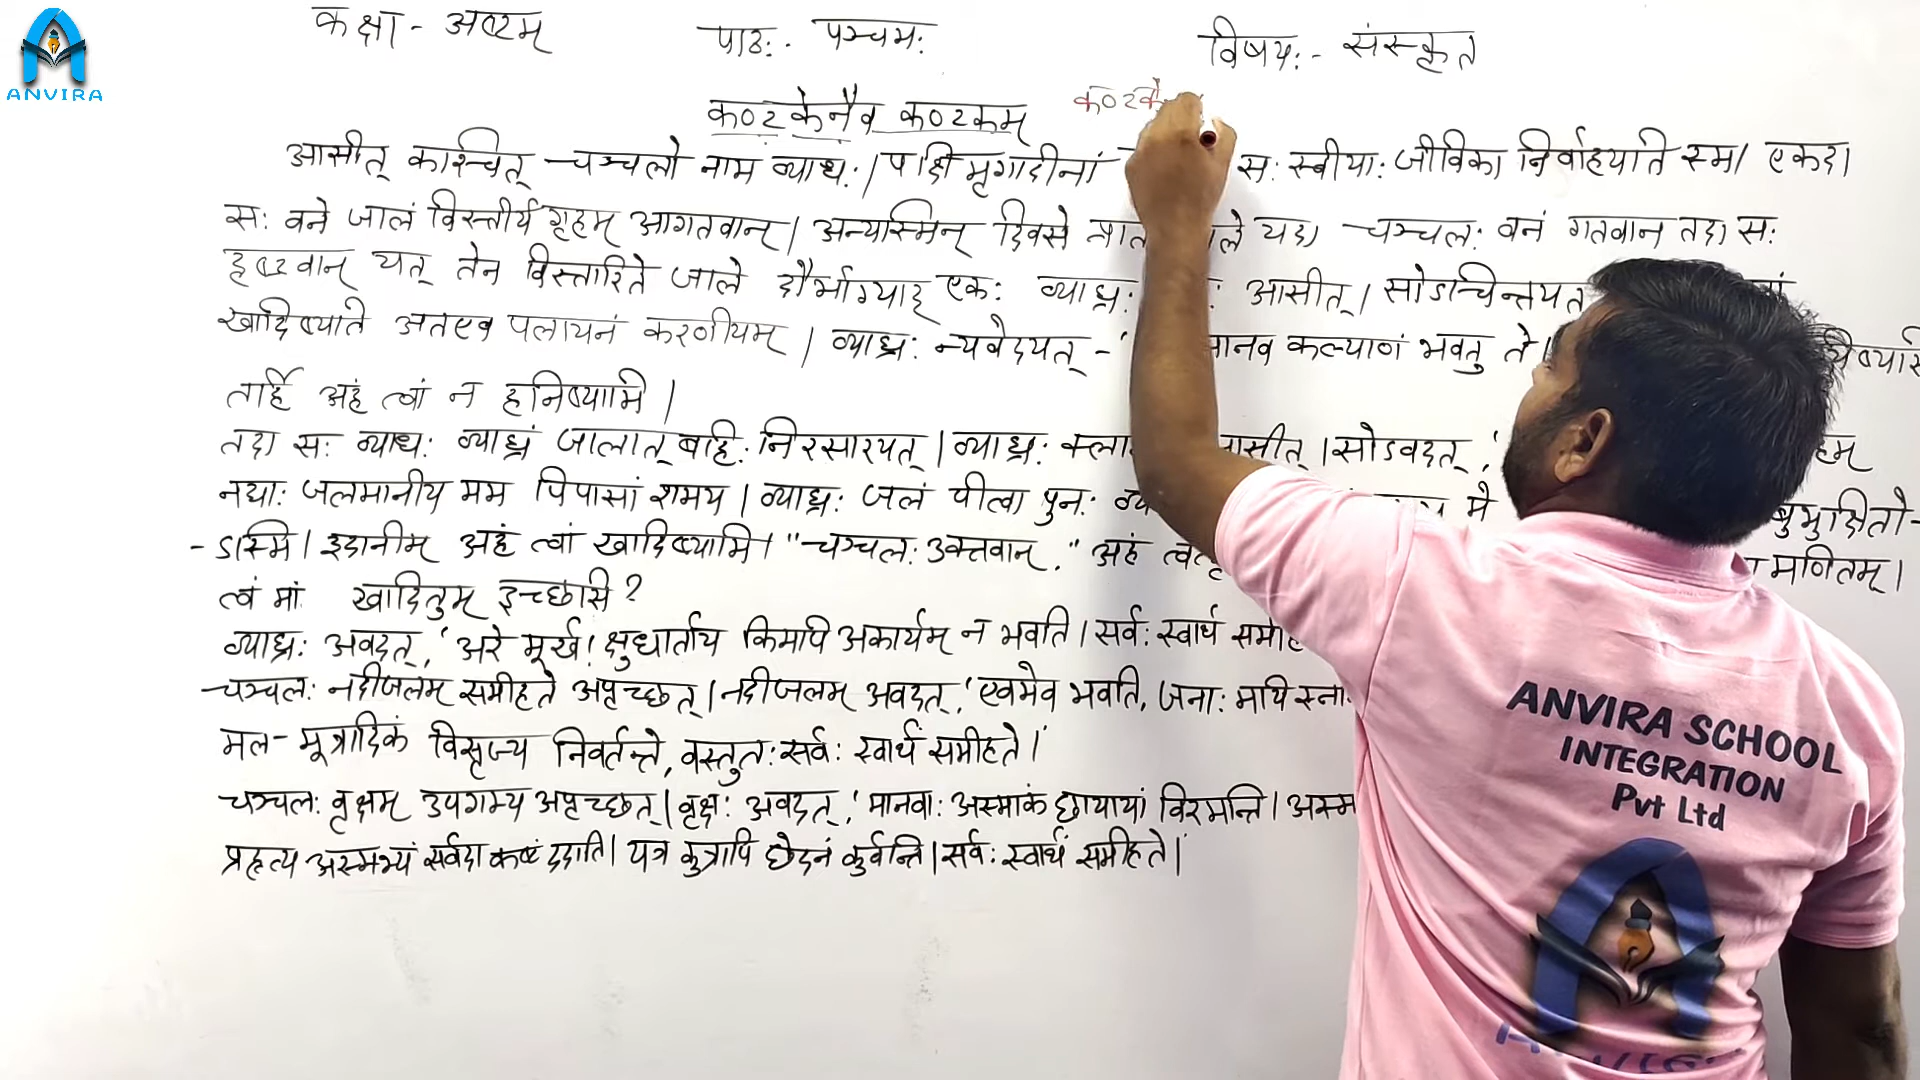 ANVIRA
कक्षा - अष्टम्
पाठः - पञ्चमः
विषयः - संस्कृत
कण्टकेनैव कण्टकम्
कण्टके
आसीत् कश्चित् चञ्चलो नाम व्याधः। पक्षिमृगादीनां सः स्वीयाः जीविका निर्वाहयति स्म। एकदा
सः वने जालं विस्तीर्य गृहम् आगतवान्। अन्यस्मिन् दिवसे यदा चञ्चलः वनं गतवान तदा सः
दृष्टवान् यत् तेन विस्तारिते जाले दौर्भाग्याद् एकः व्याघ्रः आसीत्। सोऽचिन्तयत
खादिष्यति अतएव पलायनं करणीयम्। व्याघ्रः न्यवेदयत् - ' मानव कल्याणं भवतु ते।
तर्हि अहं त्वां न हनिष्यामि।
तदा सः व्याधः व्याघ्रं जालात् बहिः निरसारयत्। व्याघ्रः सोऽवदत्,'
नद्याः जलमानीय मम पिपासां शमय। व्याघ्रः जलं पीत्वा पुनः मे बुभुक्षितो-
-ऽस्मि। इदानीम् अहं त्वां खादिष्यामि। "चञ्चलः उक्तवान्," अहं भणितम्।
त्वं मां खादितुम् इच्छसि?
व्याघ्रः अवदत्,' अरे मूर्ख! क्षुधार्ताय किमपि अकार्यम् न भवति। सर्वः स्वार्थ
चञ्चलः नदीजलम् समीहते अपृच्छत्। नदीजलम् अवदत्,' एवमेव भवति, जनाः मयि
मल-मूत्रादिकं विसृज्य निवर्तन्ते, वस्तुतः सर्वः स्वार्थं समीहते।
चञ्चलः वृक्षम् उपगम्य अपृच्छत्। वृक्षः अवदत्,' मानवाः अस्माकं छायायां विरमन्ति।
प्रहृत्य अस्मभ्यं सर्वदा कष्टं ददाति। यत्र कुत्रापि छेदनं कुर्वन्ति। सर्वः स्वार्थं समीहते।
ANVIRA SCHOOL
INTEGRATION
Pvt Ltd